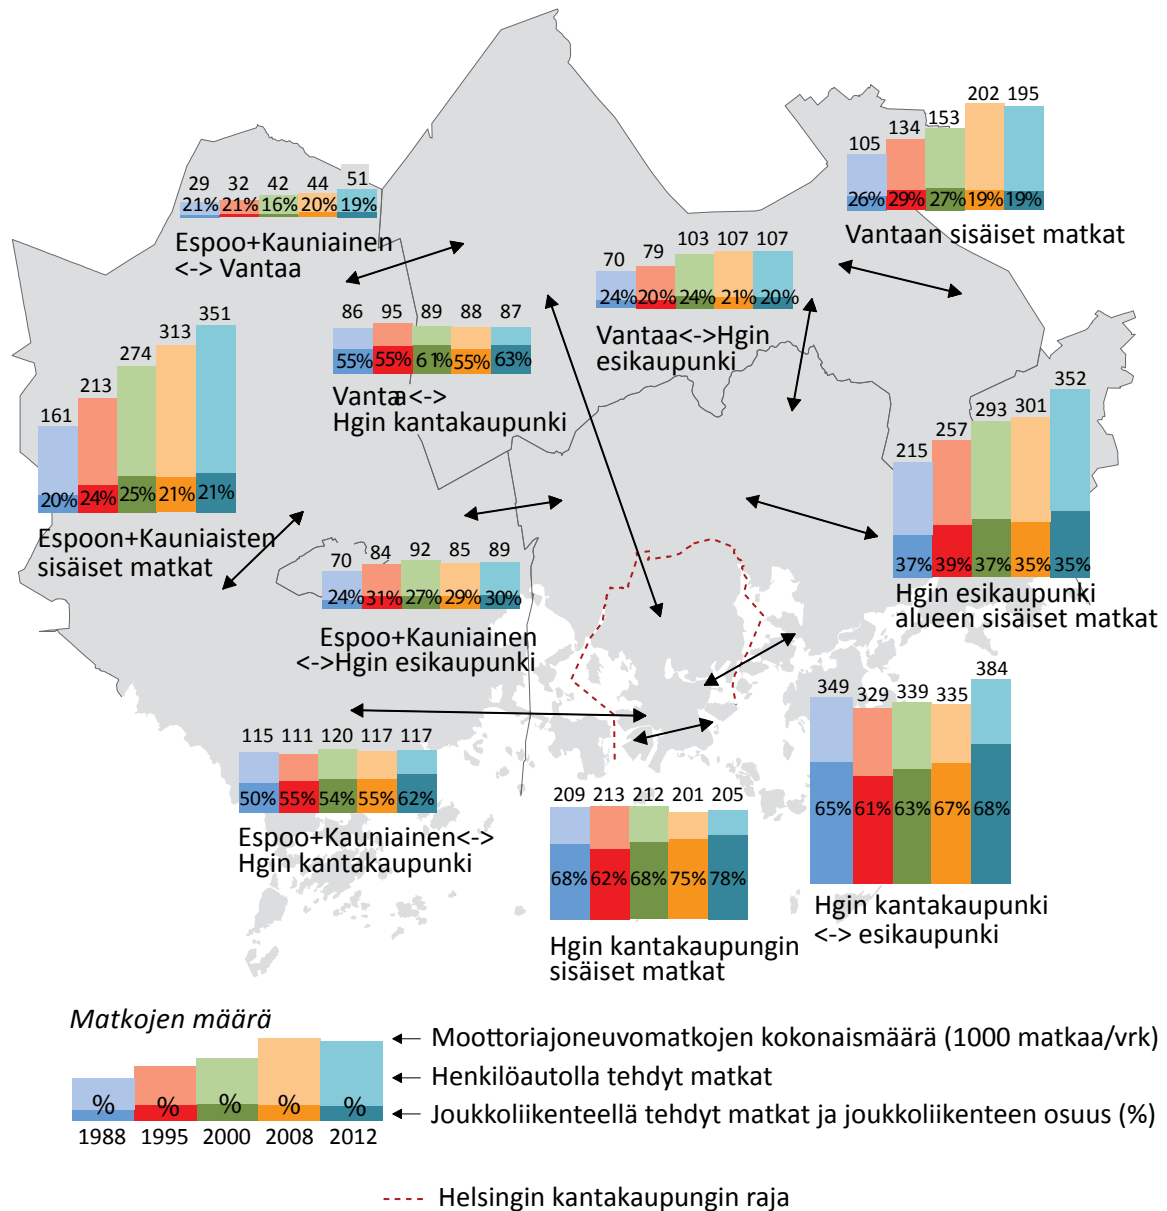 29 32 42 44 51
21% 21% 16% 20% 19%
Espoo+Kauniainen
<-> Vantaa
105 134 153 202 195
26% 29% 27% 19% 19%
Vantaan sisäiset matkat
70 79 103 107 107
24% 20% 24% 21% 20%
Vantaa<->Hgin
esikaupunki
86 95 89 88 87
55% 55% 61% 55% 63%
Vantaa<->
Hgin kantakaupunki
161 213 274 313 351
20% 24% 25% 21% 21%
Espoon+Kauniaisten
sisäiset matkat
215 257 293 301 352
37% 39% 37% 35% 35%
Hgin esikaupunki
alueen sisäiset matkat
70 84 92 85 89
24% 31% 27% 29% 30%
Espoo+Kauniainen
<->Hgin esikaupunki
349 329 339 335 384
65% 61% 63% 67% 68%
Hgin kantakaupunki
<-> esikaupunki
115 111 120 117 117
50% 55% 54% 55% 62%
Espoo+Kauniainen<->
Hgin kantakaupunki
209 213 212 201 205
68% 62% 68% 75% 78%
Hgin kantakaupungin
sisäiset matkat
Matkojen määrä
Moottoriajoneuvomatkojen kokonaismäärä (1000 matkaa/vrk)
Henkilöautolla tehdyt matkat
% % % % %
Joukkoliikenteellä tehdyt matkat ja joukkoliikenteen osuus (%)
1988 1995 2000 2008 2012
Helsingin kantakaupungin raja